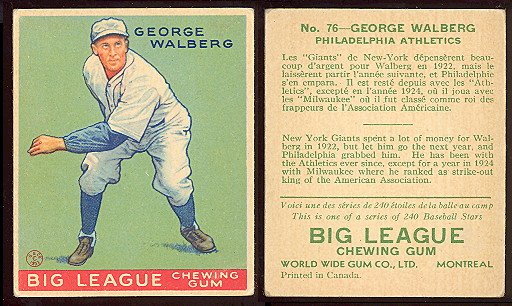 GEORGE
WALBERG
BIG LEAGUE CHEWING GUM
No. 76—GEORGE WALBERG
PHILADELPHIA ATHLETICS
Les "Giants" de New-York dépensèrent beau-
coup d'argent pour Walberg en 1922, mais le
laissèrent partir l'année suivante, et Philadelphie
s'en empara. Il est resté depuis avec les "Ath-
letics", excepté en l'année 1924, où il joua avec
les "Milwaukee" où il fut classé comme roi des
frappeurs de l'Association Américaine.
New York Giants spent a lot of money for Wal-
berg in 1922, but let him go the next year, and
Philadelphia grabbed him. He has been with
the Athletics ever since, except for a year in 1924
with Milwaukee where he ranked as strike-out
king of the American Association.
Voici une des séries de 240 étoiles de la balle au camp
This is one of a series of 240 Baseball Stars
BIG LEAGUE
CHEWING GUM
WORLD WIDE GUM CO., LTD. MONTREAL
Printed in Canada.